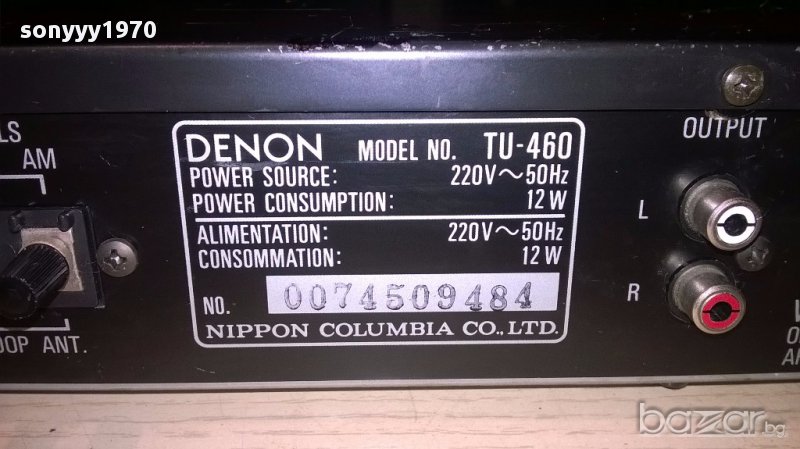 sonyyy1970
LS
AM
OOP ANT.
DENON MODEL NO. TU-460
POWER SOURCE: 220V~50Hz
POWER CONSUMPTION: 12 W
ALIMENTATION: 220V~50Hz
CONSOMMATION: 12 W
NO. 0074509484
NIPPON COLUMBIA CO., LTD.
OUTPUT
L
R
bazar.bg